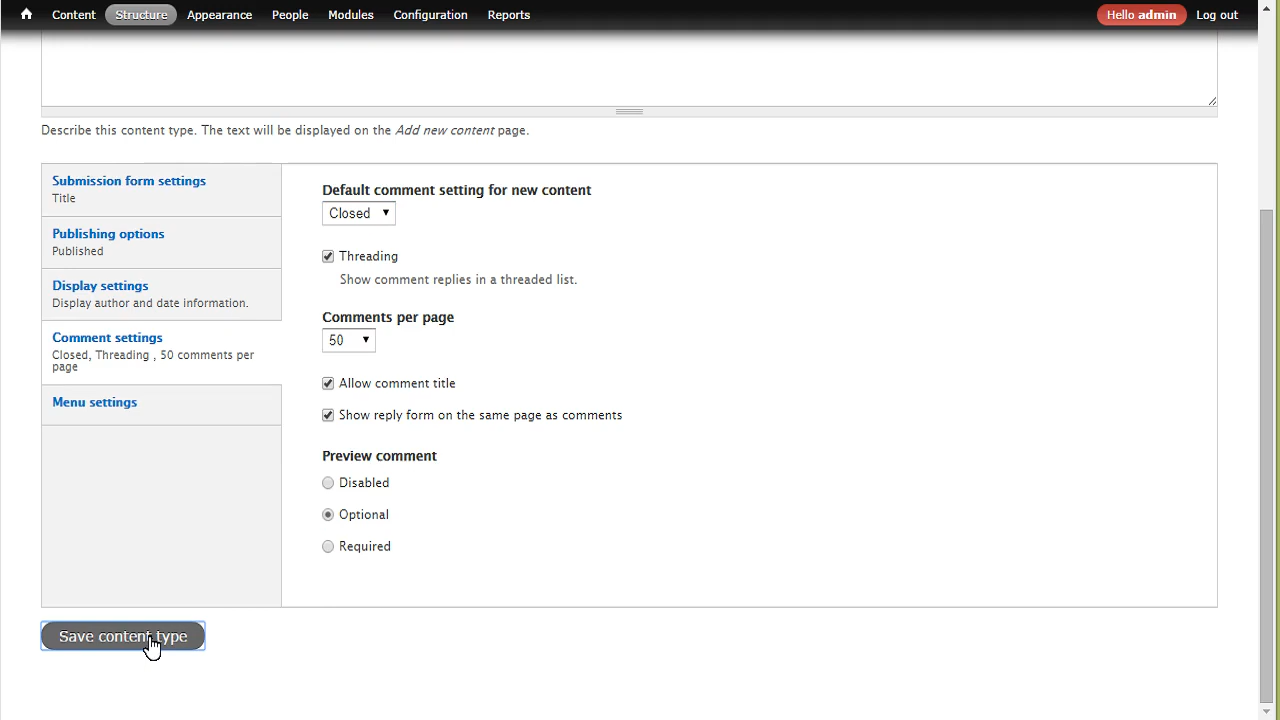 Content Structure Appearance People Modules Configuration Reports Hello admin Log out
Describe this content type. The text will be displayed on the Add new content page.
Submission form settings
Title
Publishing options
Published
Display settings
Display author and date information.
Comment settings
Closed, Threading , 50 comments per
page
Menu settings
Default comment setting for new content
Closed
Threading
Show comment replies in a threaded list.
Comments per page
50
Allow comment title
Show reply form on the same page as comments
Preview comment
Disabled
Optional
Required
Save content type